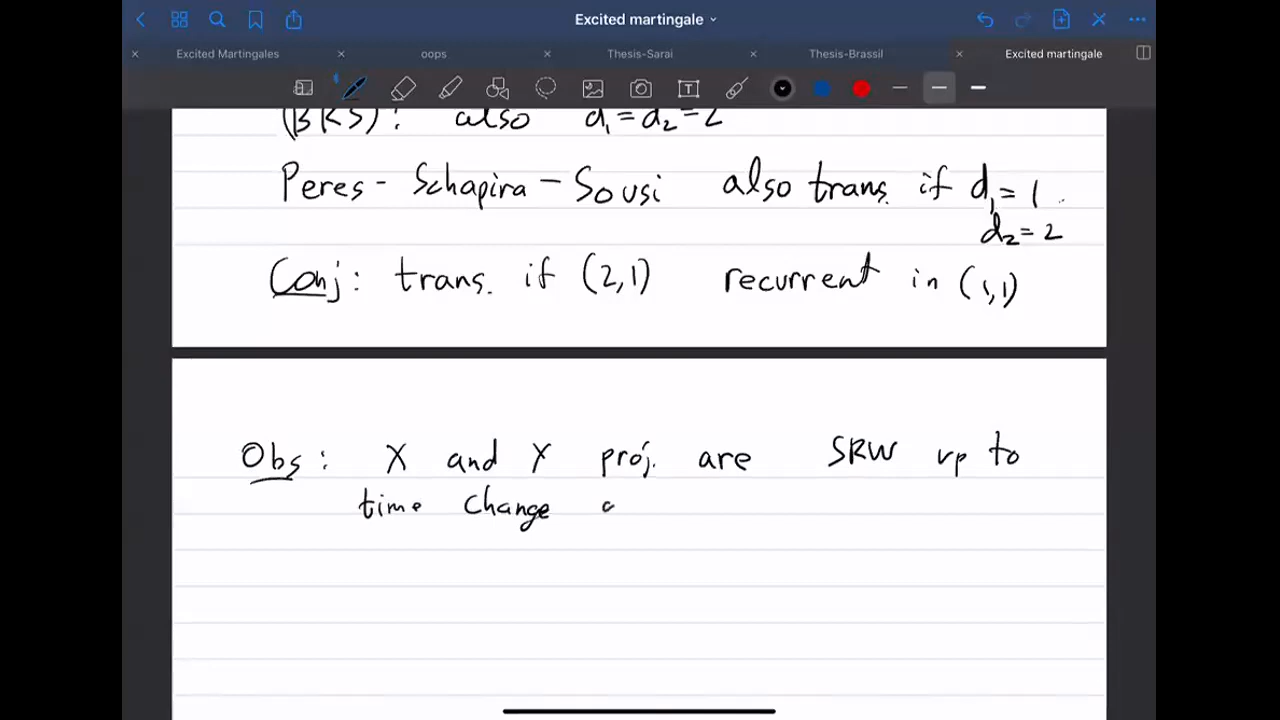 Excited martingale
Excited Martingales
oops
Thesis-Sarai
Thesis-Brassil
Excited martingale
(BKS): also d₁=d₂=2
Peres - Schapira - Sousi also trans. if d₁=1
d₂=2
Conj: trans. if (2,1) recurrent in (1,1)
Obs: X and Y proj. are SRW up to
time change